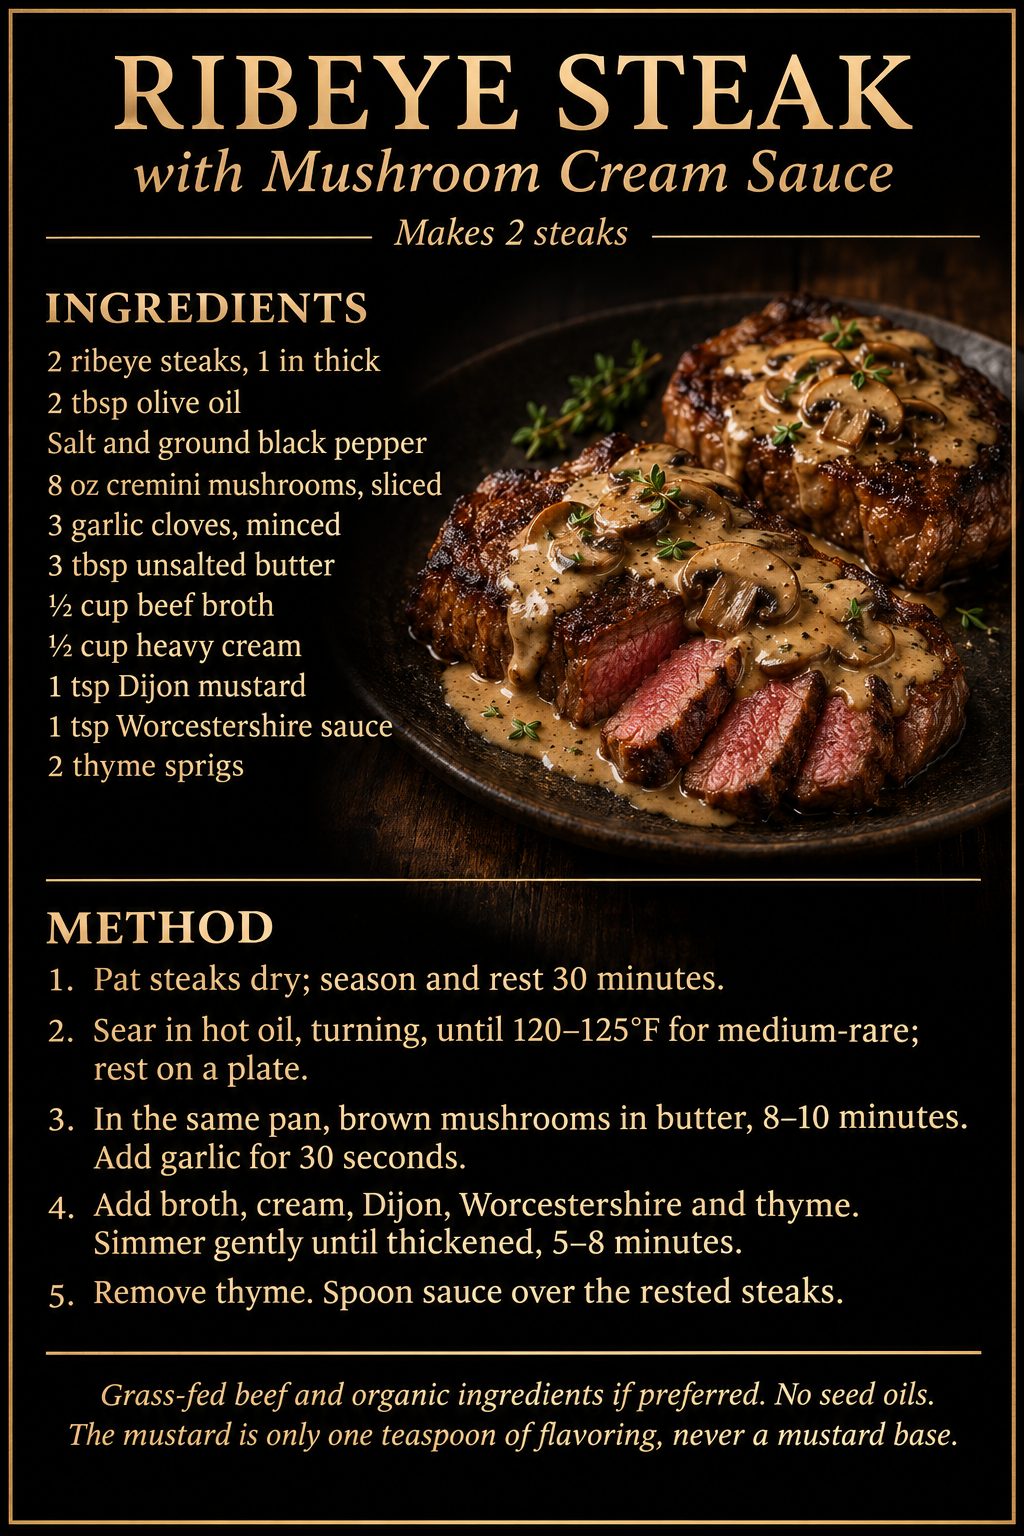 RIBEYE STEAK
with Mushroom Cream Sauce
Makes 2 steaks
INGREDIENTS
2 ribeye steaks, 1 in thick
2 tbsp olive oil
Salt and ground black pepper
8 oz cremini mushrooms, sliced
3 garlic cloves, minced
3 tbsp unsalted butter
½ cup beef broth
½ cup heavy cream
1 tsp Dijon mustard
1 tsp Worcestershire sauce
2 thyme sprigs
METHOD
1. Pat steaks dry; season and rest 30 minutes.
2. Sear in hot oil, turning, until 120–125°F for medium-rare;
rest on a plate.
3. In the same pan, brown mushrooms in butter, 8–10 minutes.
Add garlic for 30 seconds.
4. Add broth, cream, Dijon, Worcestershire and thyme.
Simmer gently until thickened, 5–8 minutes.
5. Remove thyme. Spoon sauce over the rested steaks.
Grass-fed beef and organic ingredients if preferred. No seed oils.
The mustard is only one teaspoon of flavoring, never a mustard base.